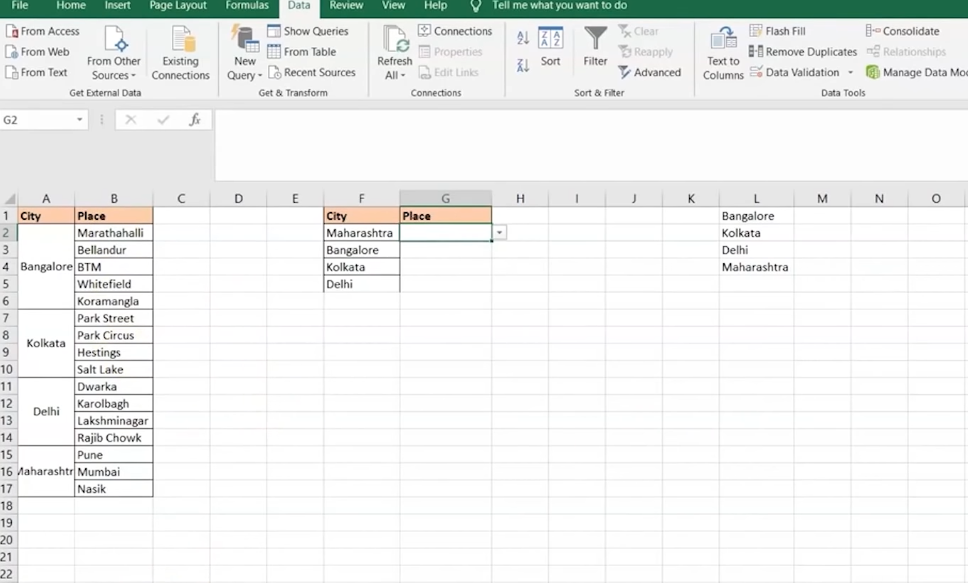 File Home Insert Page Layout Formulas Data Review View Help Tell me what you want to do
From Access
From Web
From Text
From Other Sources
Existing Connections
Get External Data
New Query
Show Queries
From Table
Recent Sources
Get & Transform
Refresh All
Connections
Properties
Edit Links
Connections
Sort
Filter
Clear
Reapply
Advanced
Sort & Filter
Text to Columns
Flash Fill
Remove Duplicates
Data Validation
Consolidate
Relationships
Manage Data Mod
Data Tools
G2 fx
A B C D E F G H I J K L M N O
1 City Place City Place Bangalore
2 Marathahalli Maharashtra Kolkata
3 Bellandur Bangalore Delhi
4 Bangalore BTM Kolkata Maharashtra
5 Whitefield Delhi
6 Koramangla
7 Park Street
8 Park Circus
9 Kolkata Hestings
10 Salt Lake
11 Dwarka
12 Karolbagh
13 Delhi Lakshminagar
14 Rajib Chowk
15 Pune
16 Maharashtr Mumbai
17 Nasik
18
19
20
21
22